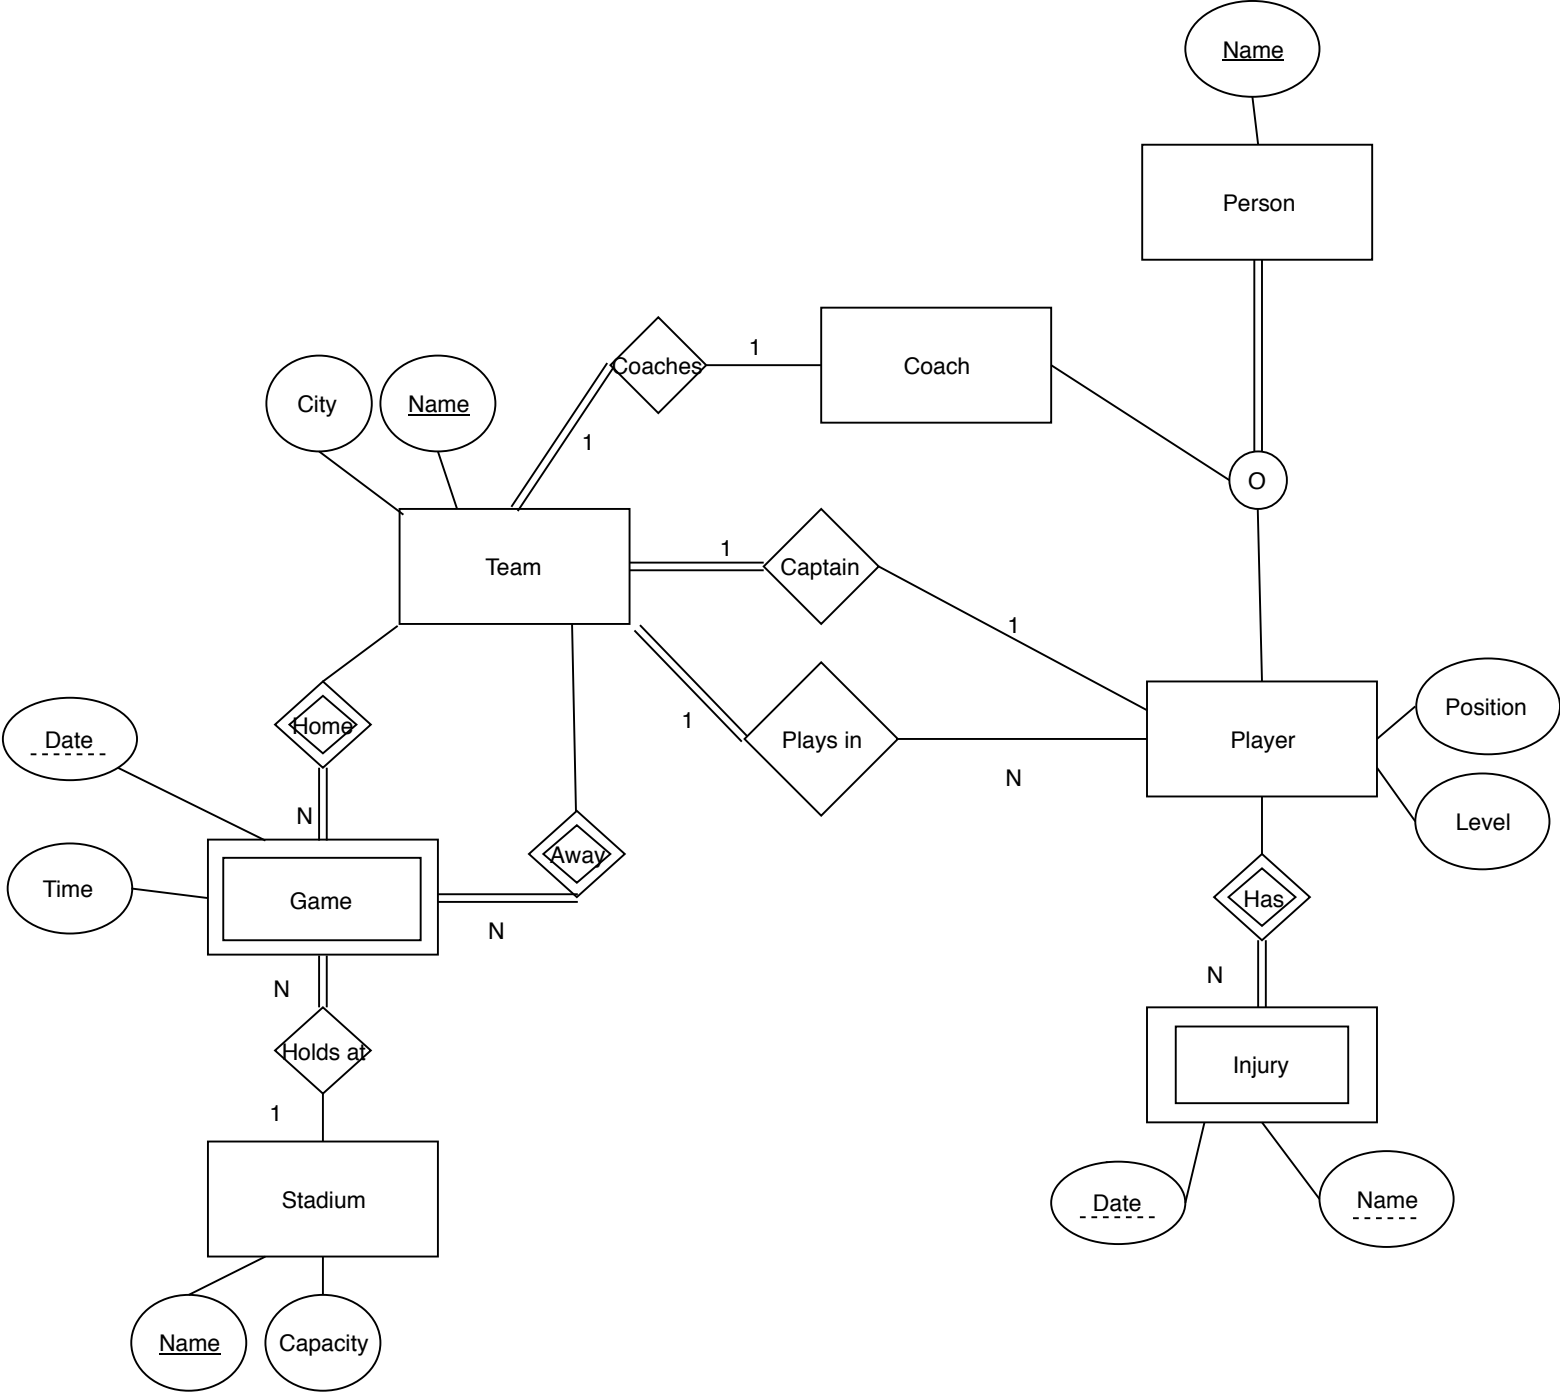 Name
Person
1
Coaches
Coach
City
Name
1
O
1
Team
Captain
1
Position
1
Home
Date
Plays in
Player
N
N
Level
Away
Time
Game
Has
N
N
N
Holds at
Injury
1
Stadium
Date
Name
Name
Capacity